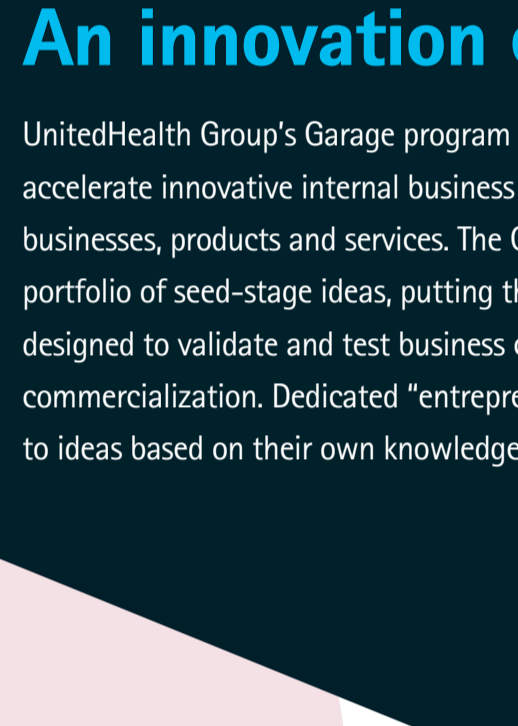 An innovation
UnitedHealth Group’s Garage program
accelerate innovative internal business
businesses, products and services. The
portfolio of seed-stage ideas, putting
designed to validate and test business
commercialization. Dedicated “entrepre
to ideas based on their own knowledge